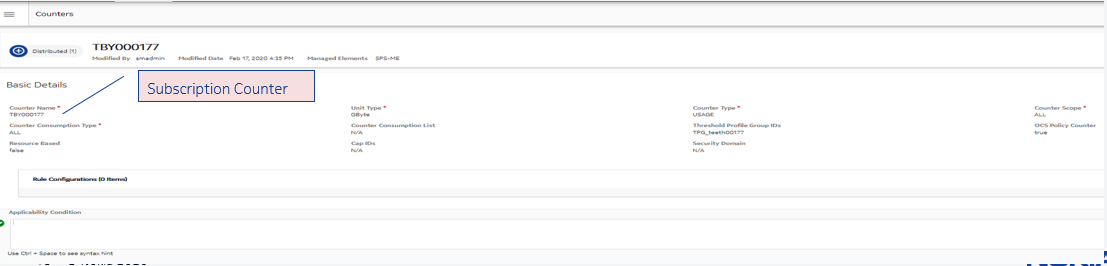 Counters
Distributed (1)
TBY000177
Modified By smadmin Modified Date Feb 17, 2020 4:35 PM Managed Elements SPS-ME
Basic Details
Subscription Counter
Counter Name * Unit Type * Counter Type * Counter Scope *
TBY000177 GByte USAGE ALL
Counter Consumption Type * Counter Consumption List Threshold Profile Group IDs OCS Policy Counter
ALL N/A TPG_teeth00177 true
Resource Based Cap IDs Security Domain
false N/A N/A
Rule Configurations (0 Items)
Applicability Condition
Use Ctrl + Space to see syntax hint